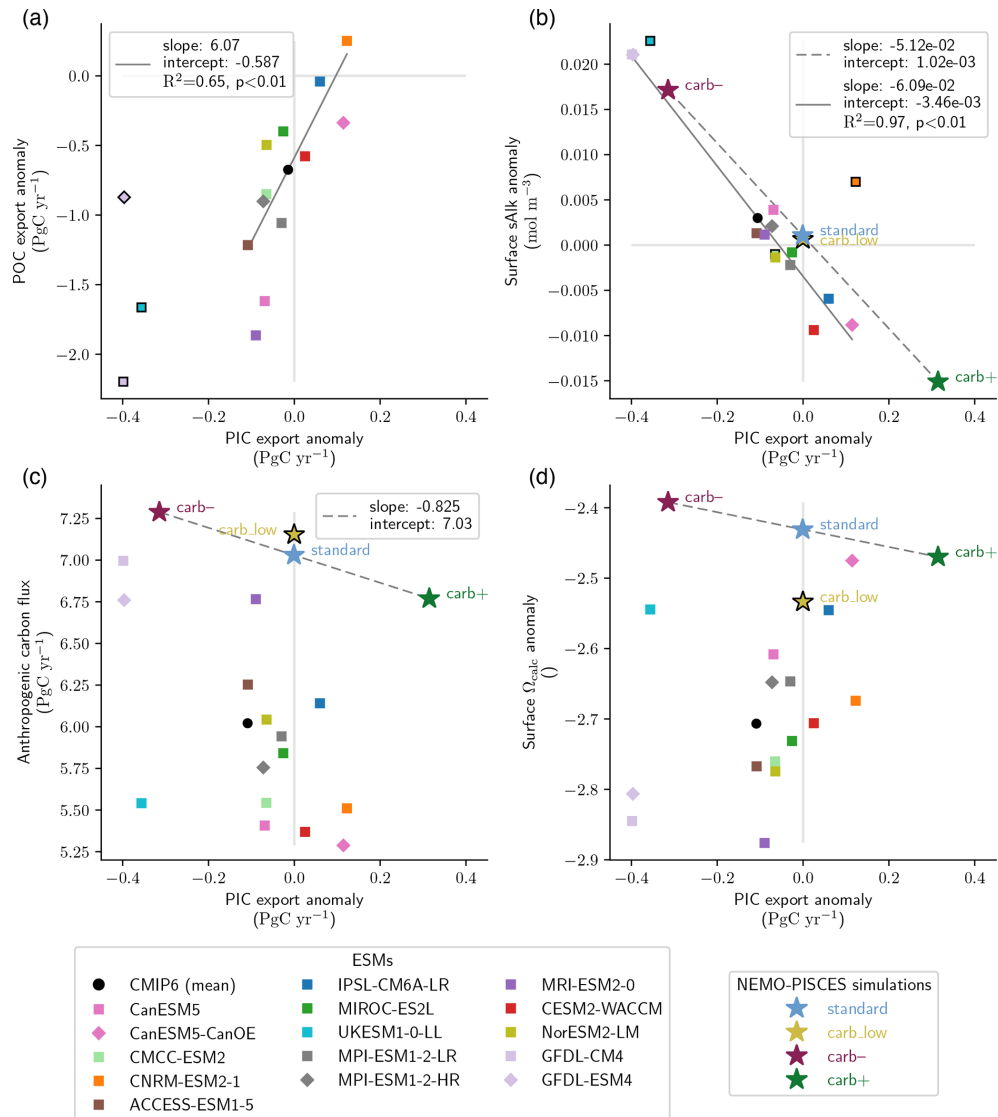 (a)
slope: 6.07
intercept: -0.587
R²=0.65, p<0.01
0.0
−0.5
−1.0
−1.5
−2.0
POC export anomaly
(PgC yr⁻¹)
−0.4
−0.2
0.0
0.2
0.4
PIC export anomaly
(PgC yr⁻¹)
(b)
slope: -5.12e-02
intercept: 1.02e-03
slope: -6.09e-02
intercept: -3.46e-03
R²=0.97, p<0.01
carb−
standard
carb_low
carb+
0.020
0.015
0.010
0.005
0.000
−0.005
−0.010
−0.015
Surface sAlk anomaly
(mol m⁻³)
−0.4
−0.2
0.0
0.2
0.4
PIC export anomaly
(PgC yr⁻¹)
(c)
slope: -0.825
intercept: 7.03
carb−
carb_low
standard
carb+
7.25
7.00
6.75
6.50
6.25
6.00
5.75
5.50
5.25
Anthropogenic carbon flux
(PgC yr⁻¹)
−0.4
−0.2
0.0
0.2
0.4
PIC export anomaly
(PgC yr⁻¹)
(d)
carb−
standard
carb+
carb_low
−2.4
−2.5
−2.6
−2.7
−2.8
−2.9
Surface Ωcalc anomaly
()
−0.4
−0.2
0.0
0.2
0.4
PIC export anomaly
(PgC yr⁻¹)
ESMs
CMIP6 (mean)
CanESM5
CanESM5-CanOE
CMCC-ESM2
CNRM-ESM2-1
ACCESS-ESM1-5
IPSL-CM6A-LR
MIROC-ES2L
UKESM1-0-LL
MPI-ESM1-2-LR
MPI-ESM1-2-HR
MRI-ESM2-0
CESM2-WACCM
NorESM2-LM
GFDL-CM4
GFDL-ESM4
NEMO-PISCES simulations
standard
carb_low
carb−
carb+